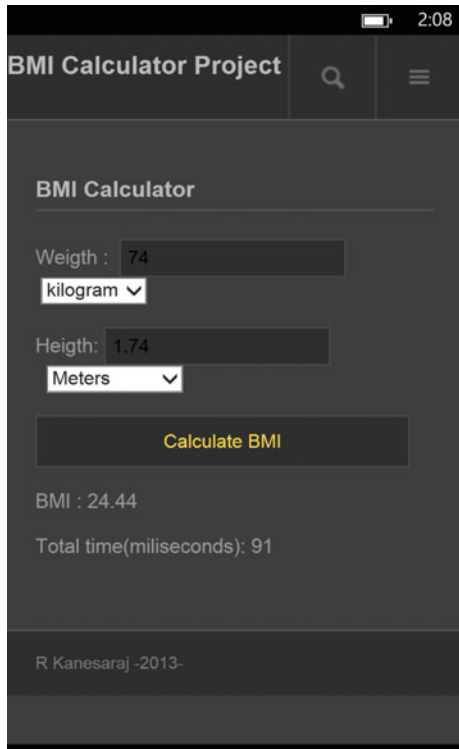 2:08
BMI Calculator Project
BMI Calculator
Weigth : 74
kilogram
Heigth: 1.74
Meters
Calculate BMI
BMI : 24.44
Total time(miliseconds): 91
R Kanesaraj -2013-